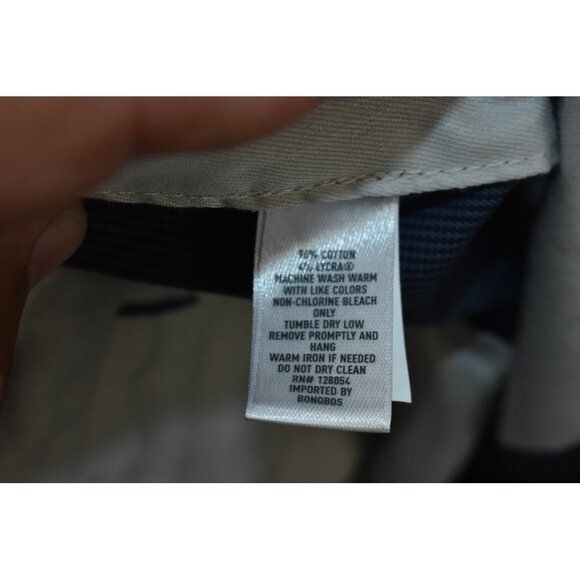 96% COTTON
4% LYCRA®
MACHINE WASH WARM
WITH LIKE COLORS
NON-CHLORINE BLEACH
ONLY
TUMBLE DRY LOW
REMOVE PROMPTLY AND
HANG
WARM IRON IF NEEDED
DO NOT DRY CLEAN
RN# 128054
IMPORTED BY
BONOBOS